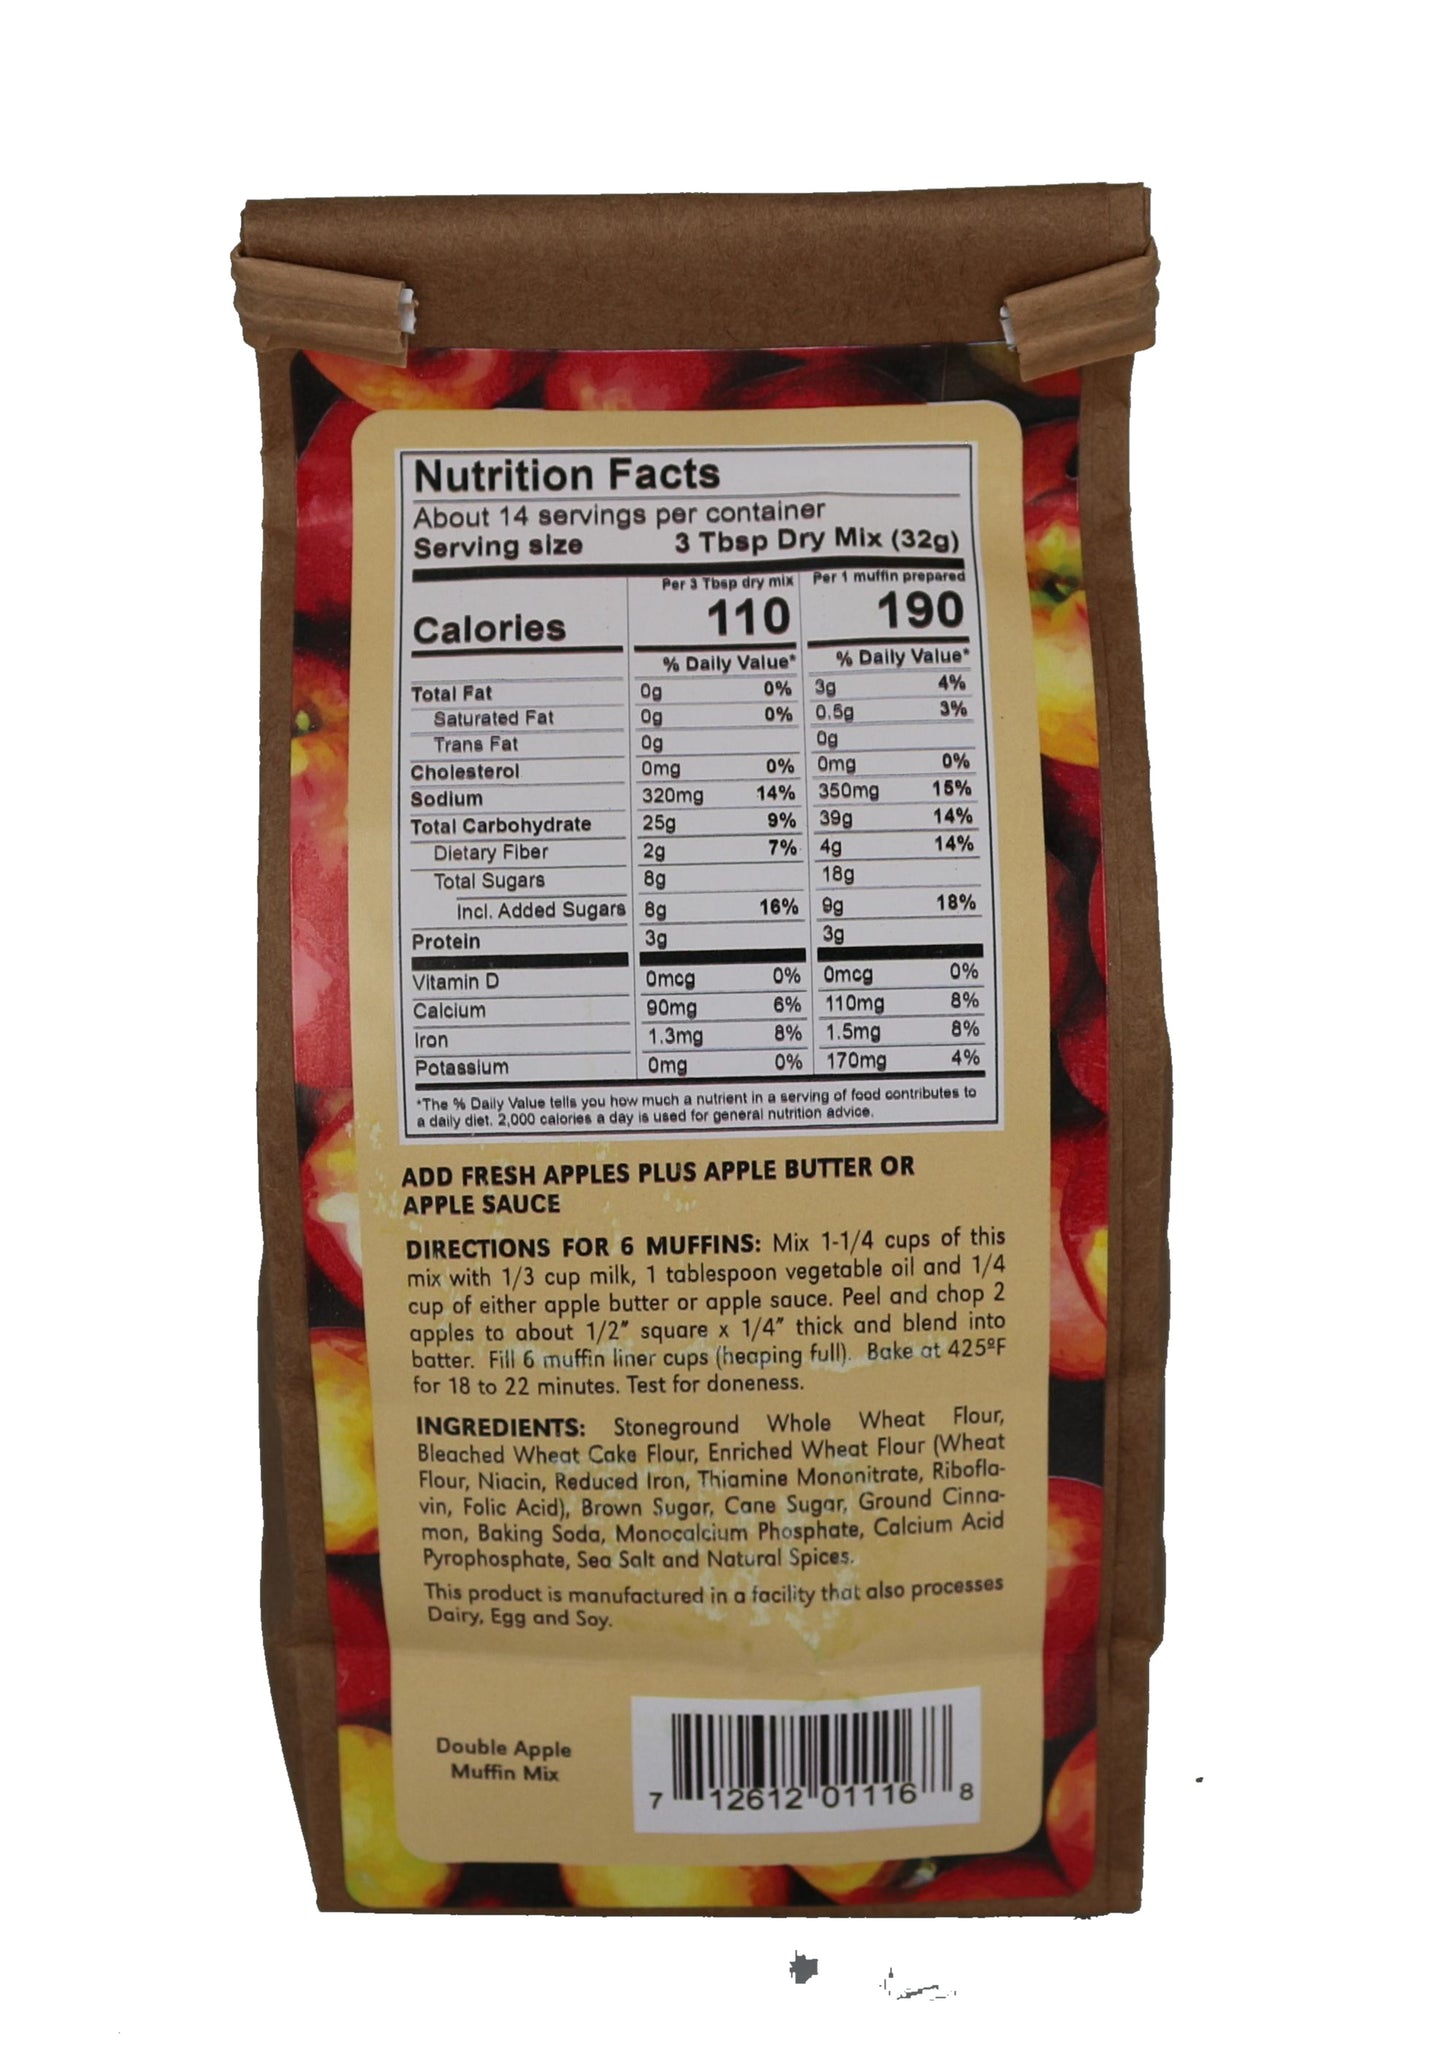 Nutrition Facts
About 14 servings per container
Serving size 3 Tbsp Dry Mix (32g)
Per 3 Tbsp dry mix Per 1 muffin prepared
Calories 110 190
% Daily Value* % Daily Value*
Total Fat 0g 0% 3g 4%
Saturated Fat 0g 0% 0.5g 3%
Trans Fat 0g 0g
Cholesterol 0mg 0% 0mg 0%
Sodium 320mg 14% 350mg 15%
Total Carbohydrate 25g 9% 39g 14%
Dietary Fiber 2g 7% 4g 14%
Total Sugars 8g 18g
Incl. Added Sugars 8g 16% 9g 18%
Protein 3g 3g
Vitamin D 0mcg 0% 0mcg 0%
Calcium 90mg 6% 110mg 8%
Iron 1.3mg 8% 1.5mg 8%
Potassium 0mg 0% 170mg 4%
*The % Daily Value tells you how much a nutrient in a serving of food contributes to
a daily diet. 2,000 calories a day is used for general nutrition advice.
ADD FRESH APPLES PLUS APPLE BUTTER OR
APPLE SAUCE
DIRECTIONS FOR 6 MUFFINS: Mix 1-1/4 cups of this
mix with 1/3 cup milk, 1 tablespoon vegetable oil and 1/4
cup of either apple butter or apple sauce. Peel and chop 2
apples to about 1/2" square x 1/4" thick and blend into
batter. Fill 6 muffin liner cups (heaping full). Bake at 425ºF
for 18 to 22 minutes. Test for doneness.
INGREDIENTS: Stoneground Whole Wheat Flour,
Bleached Wheat Cake Flour, Enriched Wheat Flour (Wheat
Flour, Niacin, Reduced Iron, Thiamine Mononitrate, Ribofla-
vin, Folic Acid), Brown Sugar, Cane Sugar, Ground Cinna-
mon, Baking Soda, Monocalcium Phosphate, Calcium Acid
Pyrophosphate, Sea Salt and Natural Spices.
This product is manufactured in a facility that also processes
Dairy, Egg and Soy.
Double Apple
Muffin Mix
7 12612 01116 8